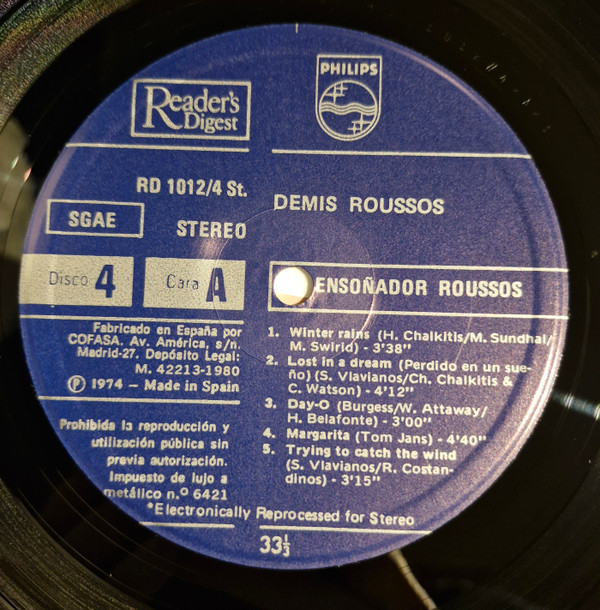 Reader's
Digest
PHILIPS
RD 1012/4 St.
SGAE
STEREO
Disco 4
Cara A
DEMIS ROUSSOS
ENSOÑADOR ROUSSOS
Fabricado en España por
COFASA. Av. América, s/n.
Madrid-27. Depósito Legal:
M. 42213-1980
Ⓟ 1974 - Made in Spain
Prohibida la reproducción y
utilización pública sin
previa autorización.
Impuesto de lujo a
metálico n.º 6421
1. Winter rains (H. Chalkitis/M. Sundhal/
M. Swirid) - 3'38"
2. Lost in a dream (Perdido en un sue-
ño) (S. Vlavianos/Ch. Chalkitis &
C. Watson) - 4'12"
3. Day-O (Burgess/W. Attaway/
H. Belafonte) - 3'00"
4. Margarita (Tom Jans) - 4'40"
5. Trying to catch the wind
(S. Vlavianos/R. Costan-
dinos) - 3'15"
*Electronically Reprocessed for Stereo
33⅓